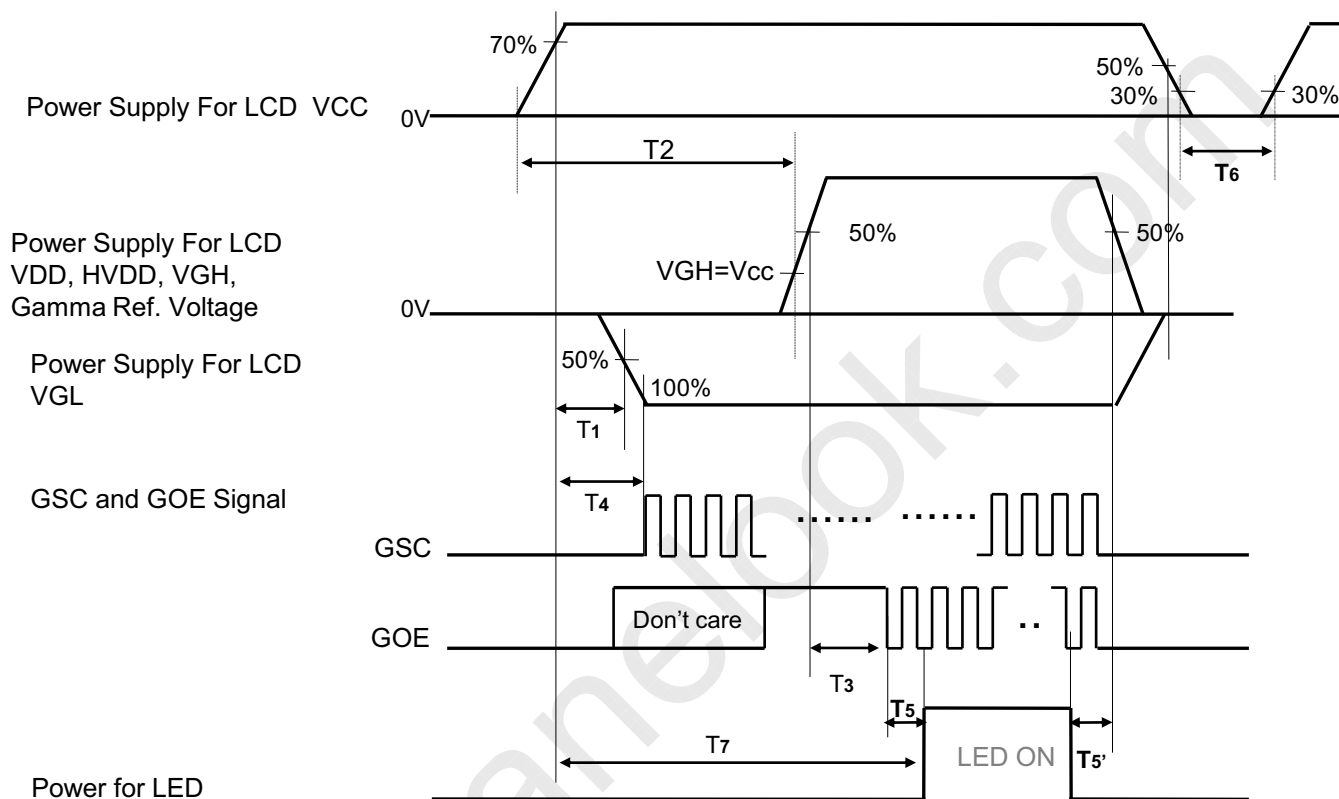 70%
50%
30%
30%
Power Supply For LCD VCC
0V
T2
T6
Power Supply For LCD
VDD, HVDD, VGH,
Gamma Ref. Voltage
50%
50%
VGH=Vcc
0V
Power Supply For LCD
VGL
50%
100%
T1
GSC and GOE Signal
T4
...... ......
GSC
Don't care
..
GOE
T3
T5
T7
LED ON
T5'
Power for LED
anelook.com